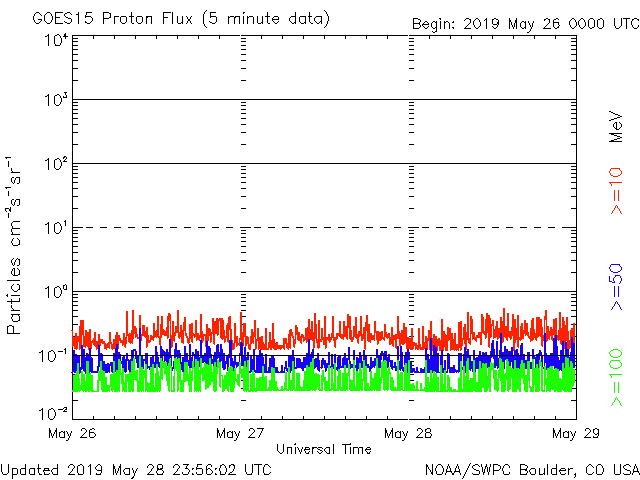 GOES15 Proton Flux (5 minute data)
Begin: 2019 May 26 0000 UTC
Particles cm⁻²s⁻¹sr⁻¹
10⁴
10³
10²
10¹
10⁰
10⁻¹
10⁻²
May 26
May 27
May 28
May 29
Universal Time
MeV
>=10
>=50
>=100
Updated 2019 May 28 23:56:02 UTC
NOAA/SWPC Boulder, CO USA